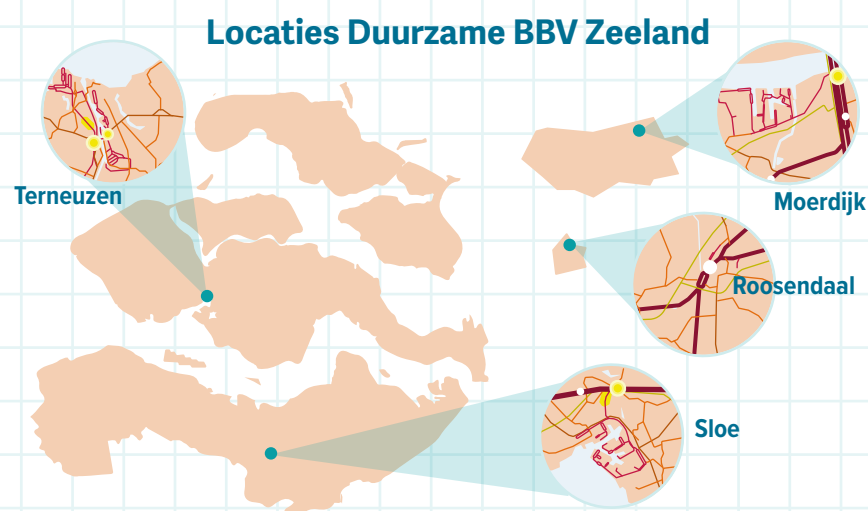 Locaties Duurzame BBV Zeeland
Terneuzen
Moerdijk
Roosendaal
Sloe